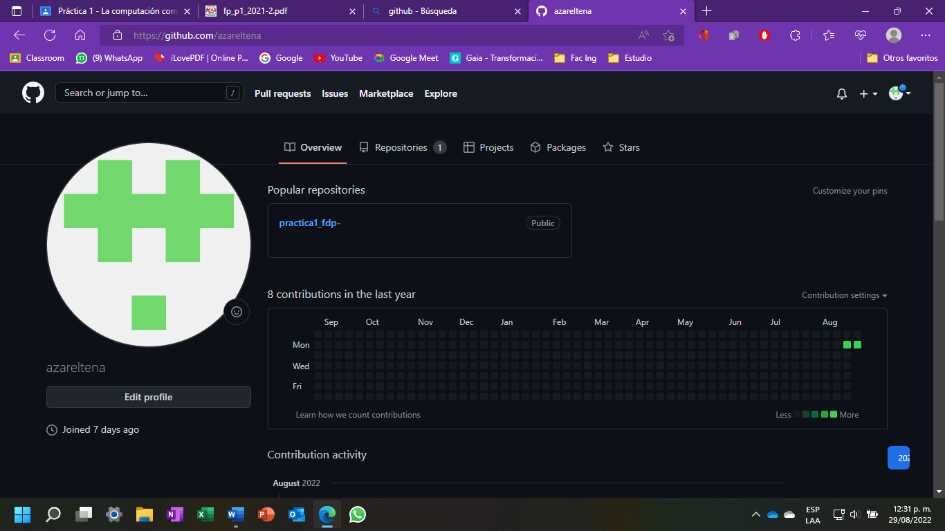 Práctica 1 - La computación com
fp_p1_2021-2.pdf
github - Búsqueda
azareltena
https://github.com/azareltena
Classroom
(9) WhatsApp
iLovePDF | Online P...
Google
YouTube
Google Meet
Gaia - Transformaci...
Fac Ing
Estudio
Otros favoritos
Search or jump to...
/
Pull requests
Issues
Marketplace
Explore
Overview
Repositories 1
Projects
Packages
Stars
Popular repositories
Customize your pins
practica1_fdp-
Public
8 contributions in the last year
Contribution settings
Sep Oct Nov Dec Jan Feb Mar Apr May Jun Jul Aug
Mon
Wed
Fri
Learn how we count contributions
Less
More
azareltena
Edit profile
Joined 7 days ago
Contribution activity
202
August 2022
ESP
LAA
12:31 p. m.
29/08/2022